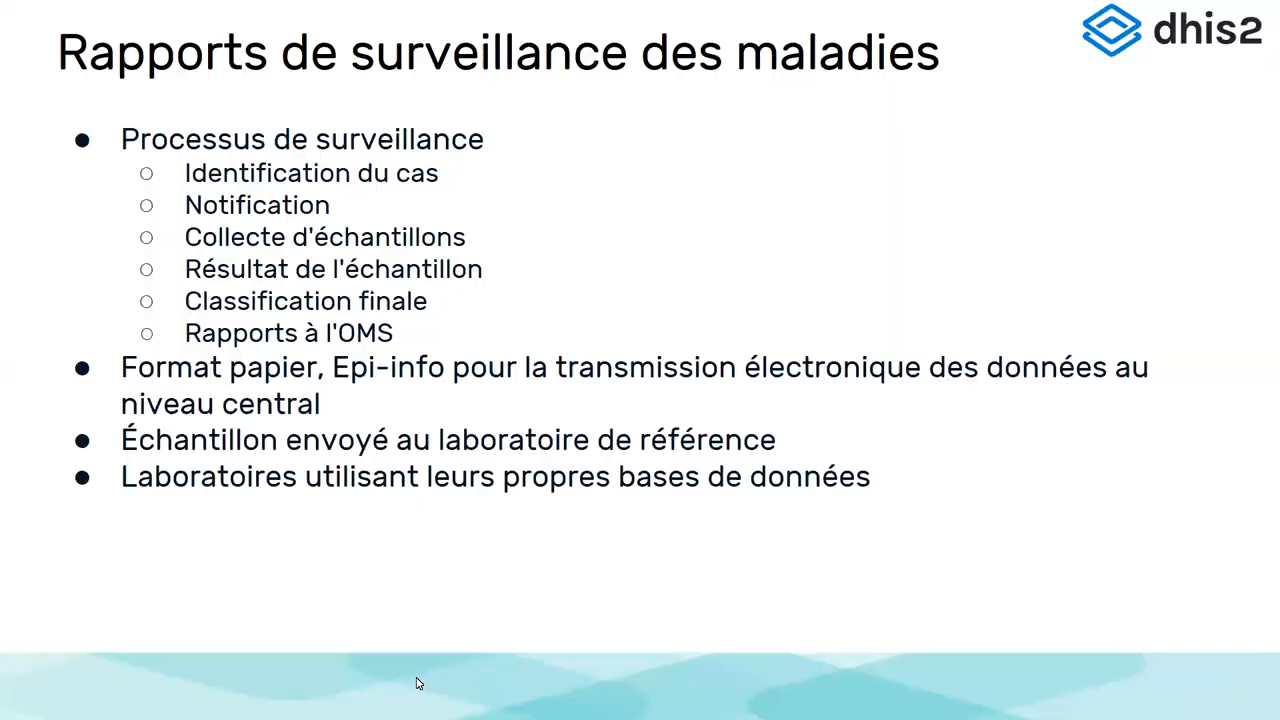 Rapports de surveillance des maladies
dhis2
● Processus de surveillance
○ Identification du cas
○ Notification
○ Collecte d'échantillons
○ Résultat de l'échantillon
○ Classification finale
○ Rapports à l'OMS
● Format papier, Epi-info pour la transmission électronique des données au
niveau central
● Échantillon envoyé au laboratoire de référence
● Laboratoires utilisant leurs propres bases de données